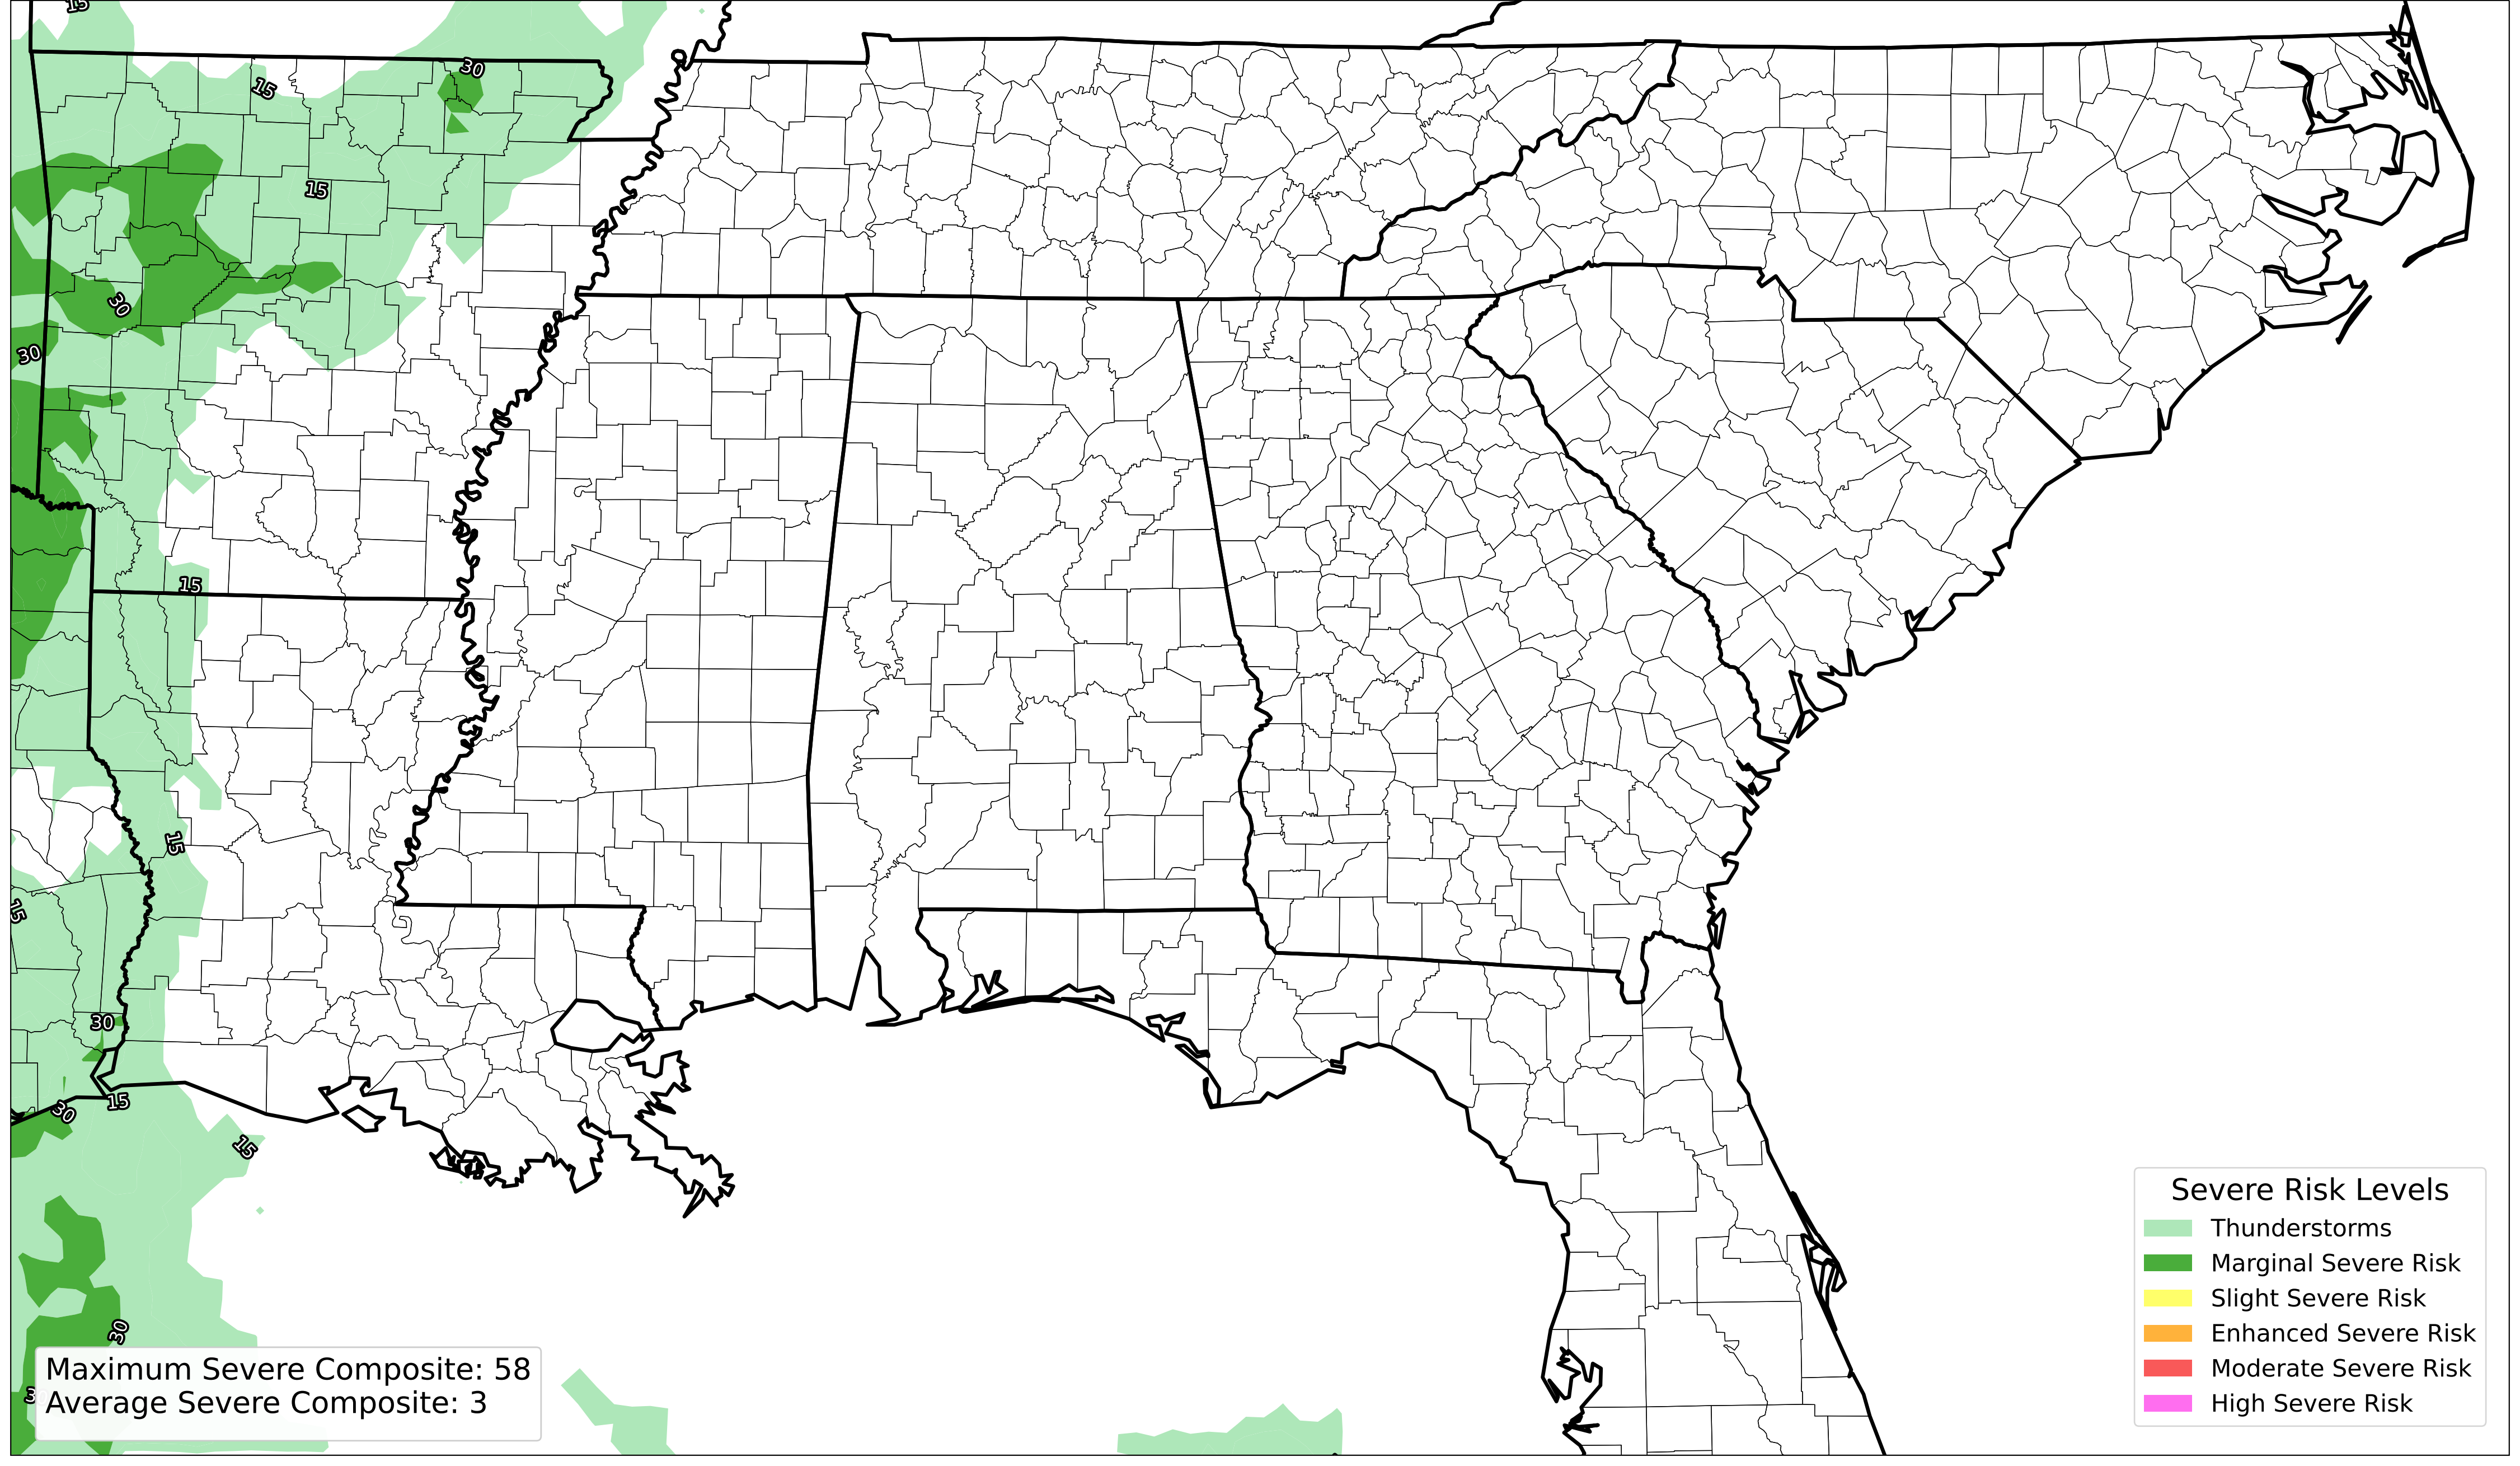 15
30
15
15
30
30
15
15
15
30
30
15
15
30
3
Maximum Severe Composite: 58
Average Severe Composite: 3
Severe Risk Levels
Thunderstorms
Marginal Severe Risk
Slight Severe Risk
Enhanced Severe Risk
Moderate Severe Risk
High Severe Risk